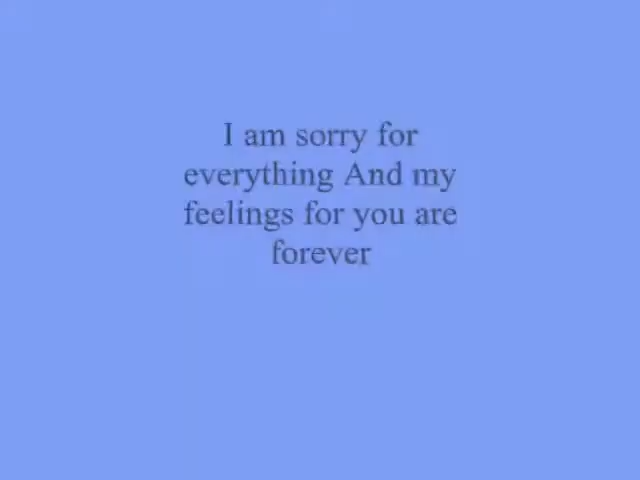 I am sorry for
everything And my
feelings for you are
forever